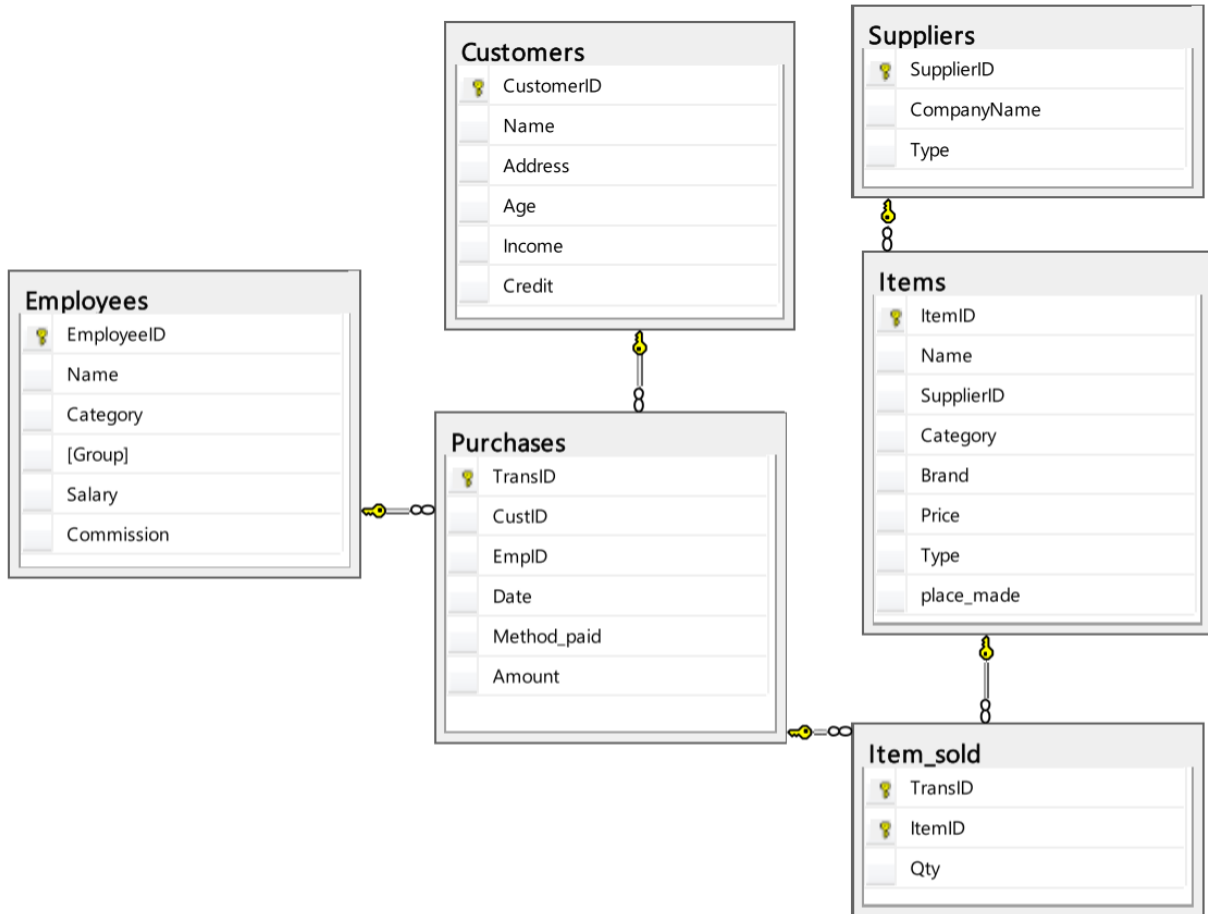 Customers
CustomerID
Name
Address
Age
Income
Credit
Suppliers
SupplierID
CompanyName
Type
Employees
EmployeeID
Name
Category
[Group]
Salary
Commission
Purchases
TransID
CustID
EmpID
Date
Method_paid
Amount
Items
ItemID
Name
SupplierID
Category
Brand
Price
Type
place_made
Item_sold
TransID
ItemID
Qty